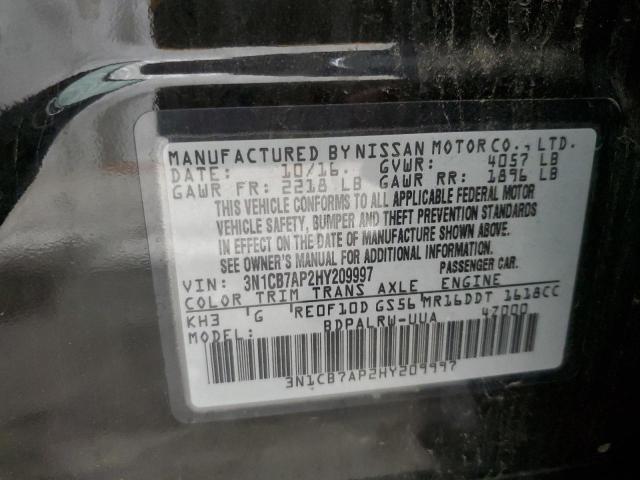 MANUFACTURED BY NISSAN MOTOR CO., LTD.
DATE: 10/16. GVWR: 4057 LB
GAWR FR: 2218 LB GAWR RR: 1896 LB
THIS VEHICLE CONFORMS TO ALL APPLICABLE FEDERAL MOTOR
VEHICLE SAFETY, BUMPER AND THEFT PREVENTION STANDARDS
IN EFFECT ON THE DATE OF MANUFACTURE SHOWN ABOVE.
SEE OWNER'S MANUAL FOR ADDITIONAL INFORMATION.
VIN: 3N1CB7AP2HY209997 PASSENGER CAR.
COLOR TRIM TRANS AXLE ENGINE
KH3 G RE0F10D GS56 MR16DDT 1618CC
MODEL: BDPALRW-UUA 4Z000
3N1CB7AP2HY209997